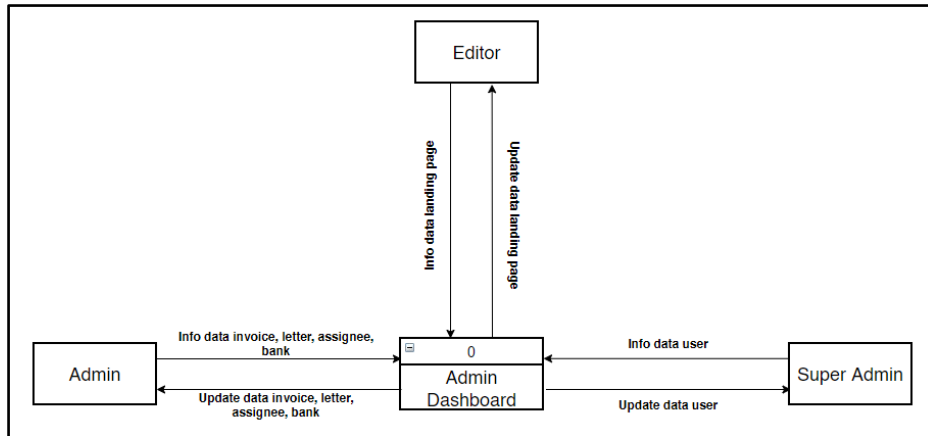 Editor
Info data landing page
Update data landing
page
Info data invoice, letter, assignee,
bank
Info data user
Admin
0
Admin
Dashboard
Super Admin
Update data invoice, letter,
assignee, bank
Update data user